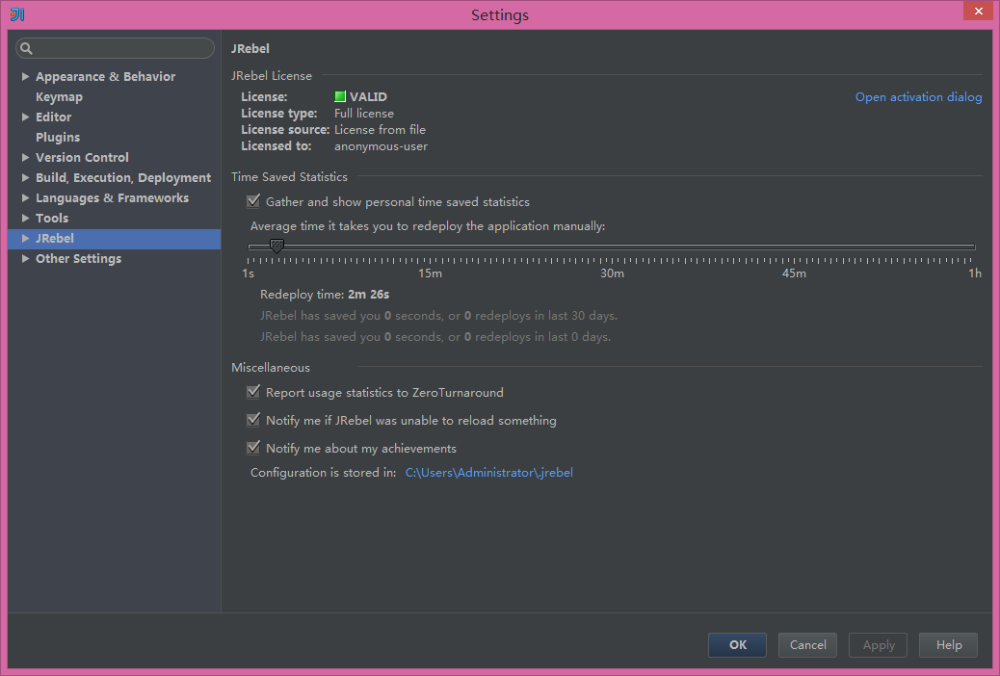 Settings
Appearance & Behavior
Keymap
Editor
Plugins
Version Control
Build, Execution, Deployment
Languages & Frameworks
Tools
JRebel
Other Settings
JRebel
JRebel License
License: VALID Open activation dialog
License type: Full license
License source: License from file
Licensed to: anonymous-user
Time Saved Statistics
Gather and show personal time saved statistics
Average time it takes you to redeploy the application manually:
1s 15m 30m 45m 1h
Redeploy time: 2m 26s
JRebel has saved you 0 seconds, or 0 redeploys in last 30 days.
JRebel has saved you 0 seconds, or 0 redeploys in last 0 days.
Miscellaneous
Report usage statistics to ZeroTurnaround
Notify me if JRebel was unable to reload something
Notify me about my achievements
Configuration is stored in: C:\Users\Administrator\.jrebel
OK Cancel Apply Help